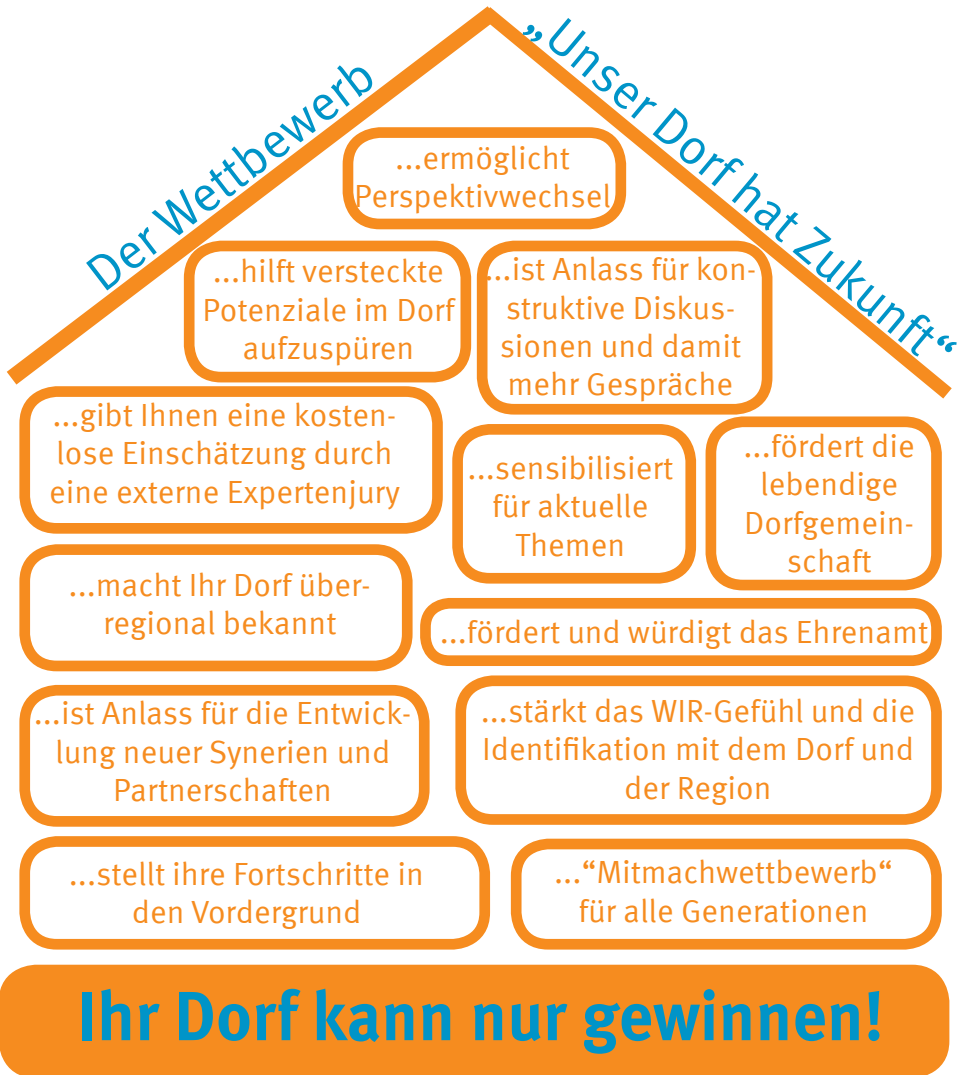 Der Wettbewerb
„Unser Dorf hat Zukunft“
...ermöglicht
Perspektivwechsel
...hilft versteckte
Potenziale im Dorf
aufzuspüren
...ist Anlass für kon-
struktive Diskus-
sionen und damit
mehr Gespräche
...gibt Ihnen eine kosten-
lose Einschätzung durch
eine externe Expertenjury
...sensibilisiert
für aktuelle
Themen
...fördert die
lebendige
Dorfgemein-
schaft
...macht Ihr Dorf über-
regional bekannt
...fördert und würdigt das Ehrenamt
...ist Anlass für die Entwick-
lung neuer Synerien und
Partnerschaften
...stärkt das WIR-Gefühl und die
Identifikation mit dem Dorf und
der Region
...stellt ihre Fortschritte in
den Vordergrund
...“Mitmachwettbewerb“
für alle Generationen
Ihr Dorf kann nur gewinnen!